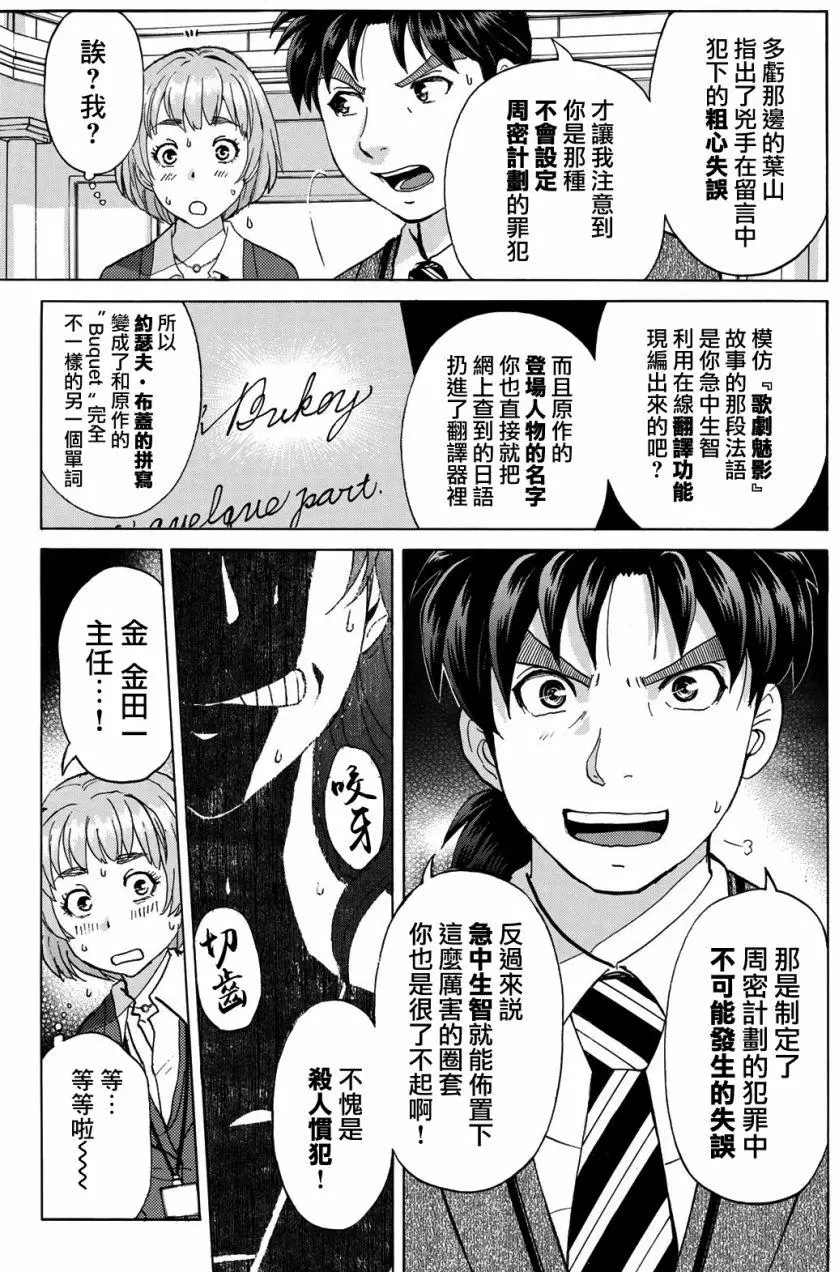 多虧那邊的葉山
指出了兇手在留言中
犯下的粗心失誤
才讓我注意到
你是那種
不會設定
周密計劃的罪犯
誒？我？
模仿『歌劇魅影』
故事的那段法語
是你急中生智
利用在線翻譯功能
現編出來的吧？
而且原作的
登場人物的名字
你也直接就把
網上查到的日語
扔進了翻譯器裡
所以
約瑟夫·布蓋的拼寫
變成了和原作的
“Buquet“完全
不一樣的另一個單詞
Bukey
quelque part.
那是制定了
周密計劃的犯罪中
不可能發生的失誤
反過來說
急中生智就能佈置下
這麼厲害的圈套
你也是很了不起啊！
不愧是
殺人慣犯！
咬牙
切齒
金 金田一
主任…！
等…
等等啦～